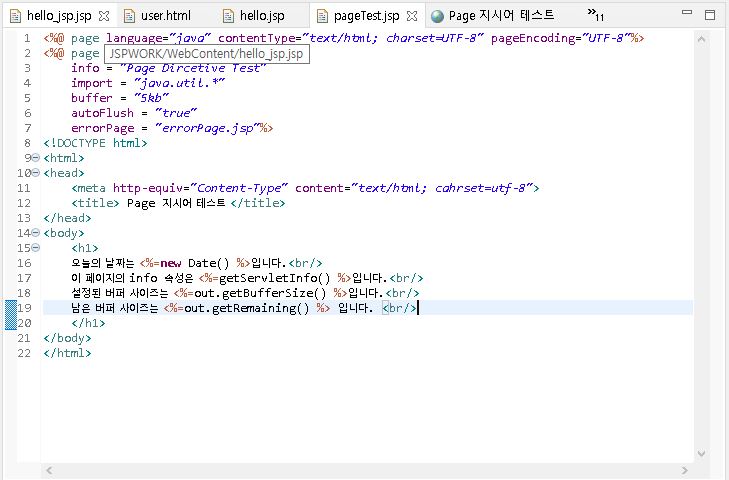 hello_jsp.jsp user.html hello.jsp pageTest.jsp Page 지시어 테스트 »11
1 <%@ page language="java" contentType="text/html; charset=UTF-8" pageEncoding="UTF-8"%>
2 <%@ page
JSPWORK/WebContent/hello_jsp.jsp
3 info = "Page Dircetive Test"
4 import = "java.util.*"
5 buffer = "5kb"
6 autoFlush = "true"
7 errorPage = "errorPage.jsp"%>
8 <!DOCTYPE html>
9 <html>
10 <head>
11 <meta http-equiv="Content-Type" content="text/html; cahrset=utf-8">
12 <title> Page 지시어 테스트 </title>
13 </head>
14 <body>
15 <h1>
16 오늘의 날짜는 <%=new Date() %>입니다.<br/>
17 이 페이지의 info 속성은 <%=getServletInfo() %>입니다.<br/>
18 설정된 버퍼 사이즈는 <%=out.getBufferSize() %>입니다.<br/>
19 남은 버퍼 사이즈는 <%=out.getRemaining() %> 입니다. <br/>
20 </h1>
21 </body>
22 </html>